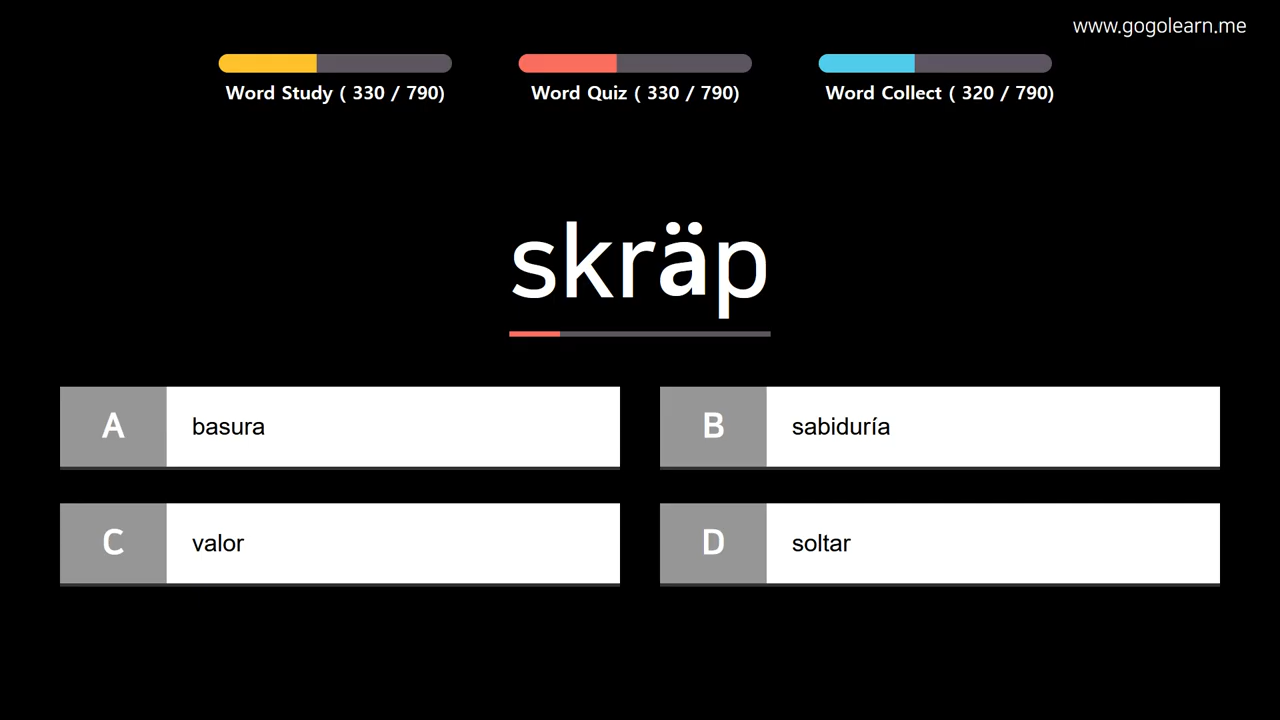 www.gogolearn.me
Word Study ( 330 / 790)
Word Quiz ( 330 / 790)
Word Collect ( 320 / 790)
skräp
A basura
B sabiduría
C valor
D soltar